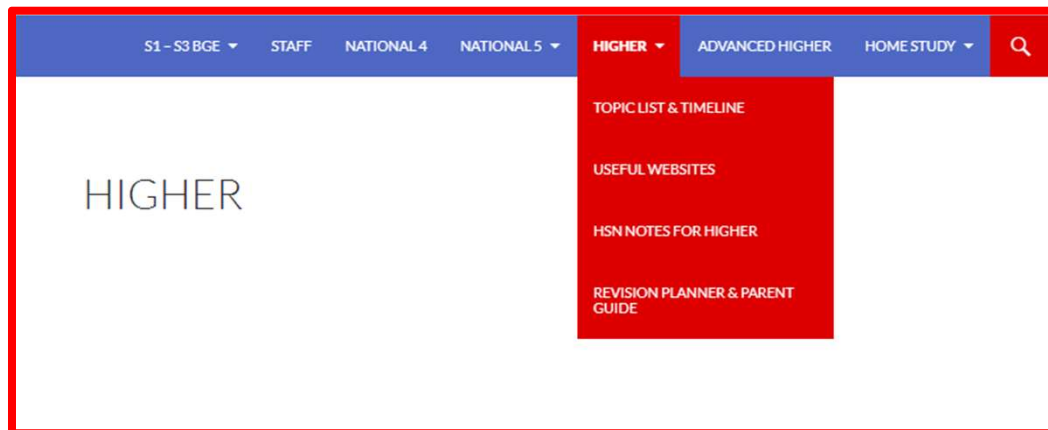 S1 – S3 BGE STAFF NATIONAL 4 NATIONAL 5 HIGHER ADVANCED HIGHER HOME STUDY
TOPIC LIST & TIMELINE
USEFUL WEBSITES
HIGHER
HSN NOTES FOR HIGHER
REVISION PLANNER & PARENT
GUIDE